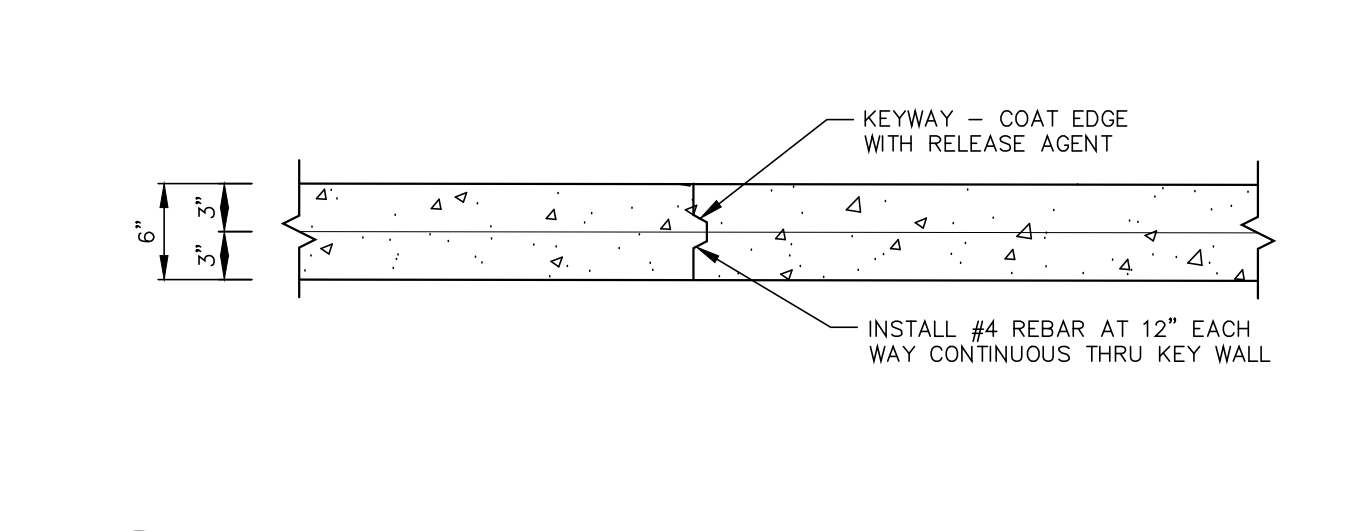 KEYWAY – COAT EDGE
WITH RELEASE AGENT
6"
3"
3"
INSTALL #4 REBAR AT 12" EACH
WAY CONTINUOUS THRU KEY WALL